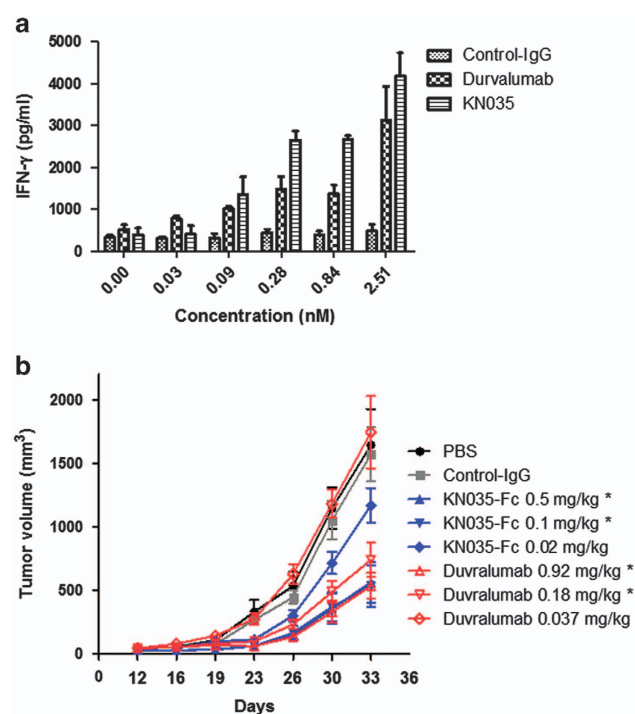 a
5000
4000
3000
2000
1000
0
IFN-γ (pg/ml)
0.00 0.03 0.09 0.28 0.84 2.51
Concentration (nM)
Control-IgG
Durvalumab
KN035
b
2000
1500
1000
500
0
Tumor volume (mm³)
0 12 16 19 23 26 30 33 36
Days
PBS
Control-IgG
KN035-Fc 0.5 mg/kg *
KN035-Fc 0.1 mg/kg *
KN035-Fc 0.02 mg/kg
Duvralumab 0.92 mg/kg *
Duvralumab 0.18 mg/kg *
Duvralumab 0.037 mg/kg